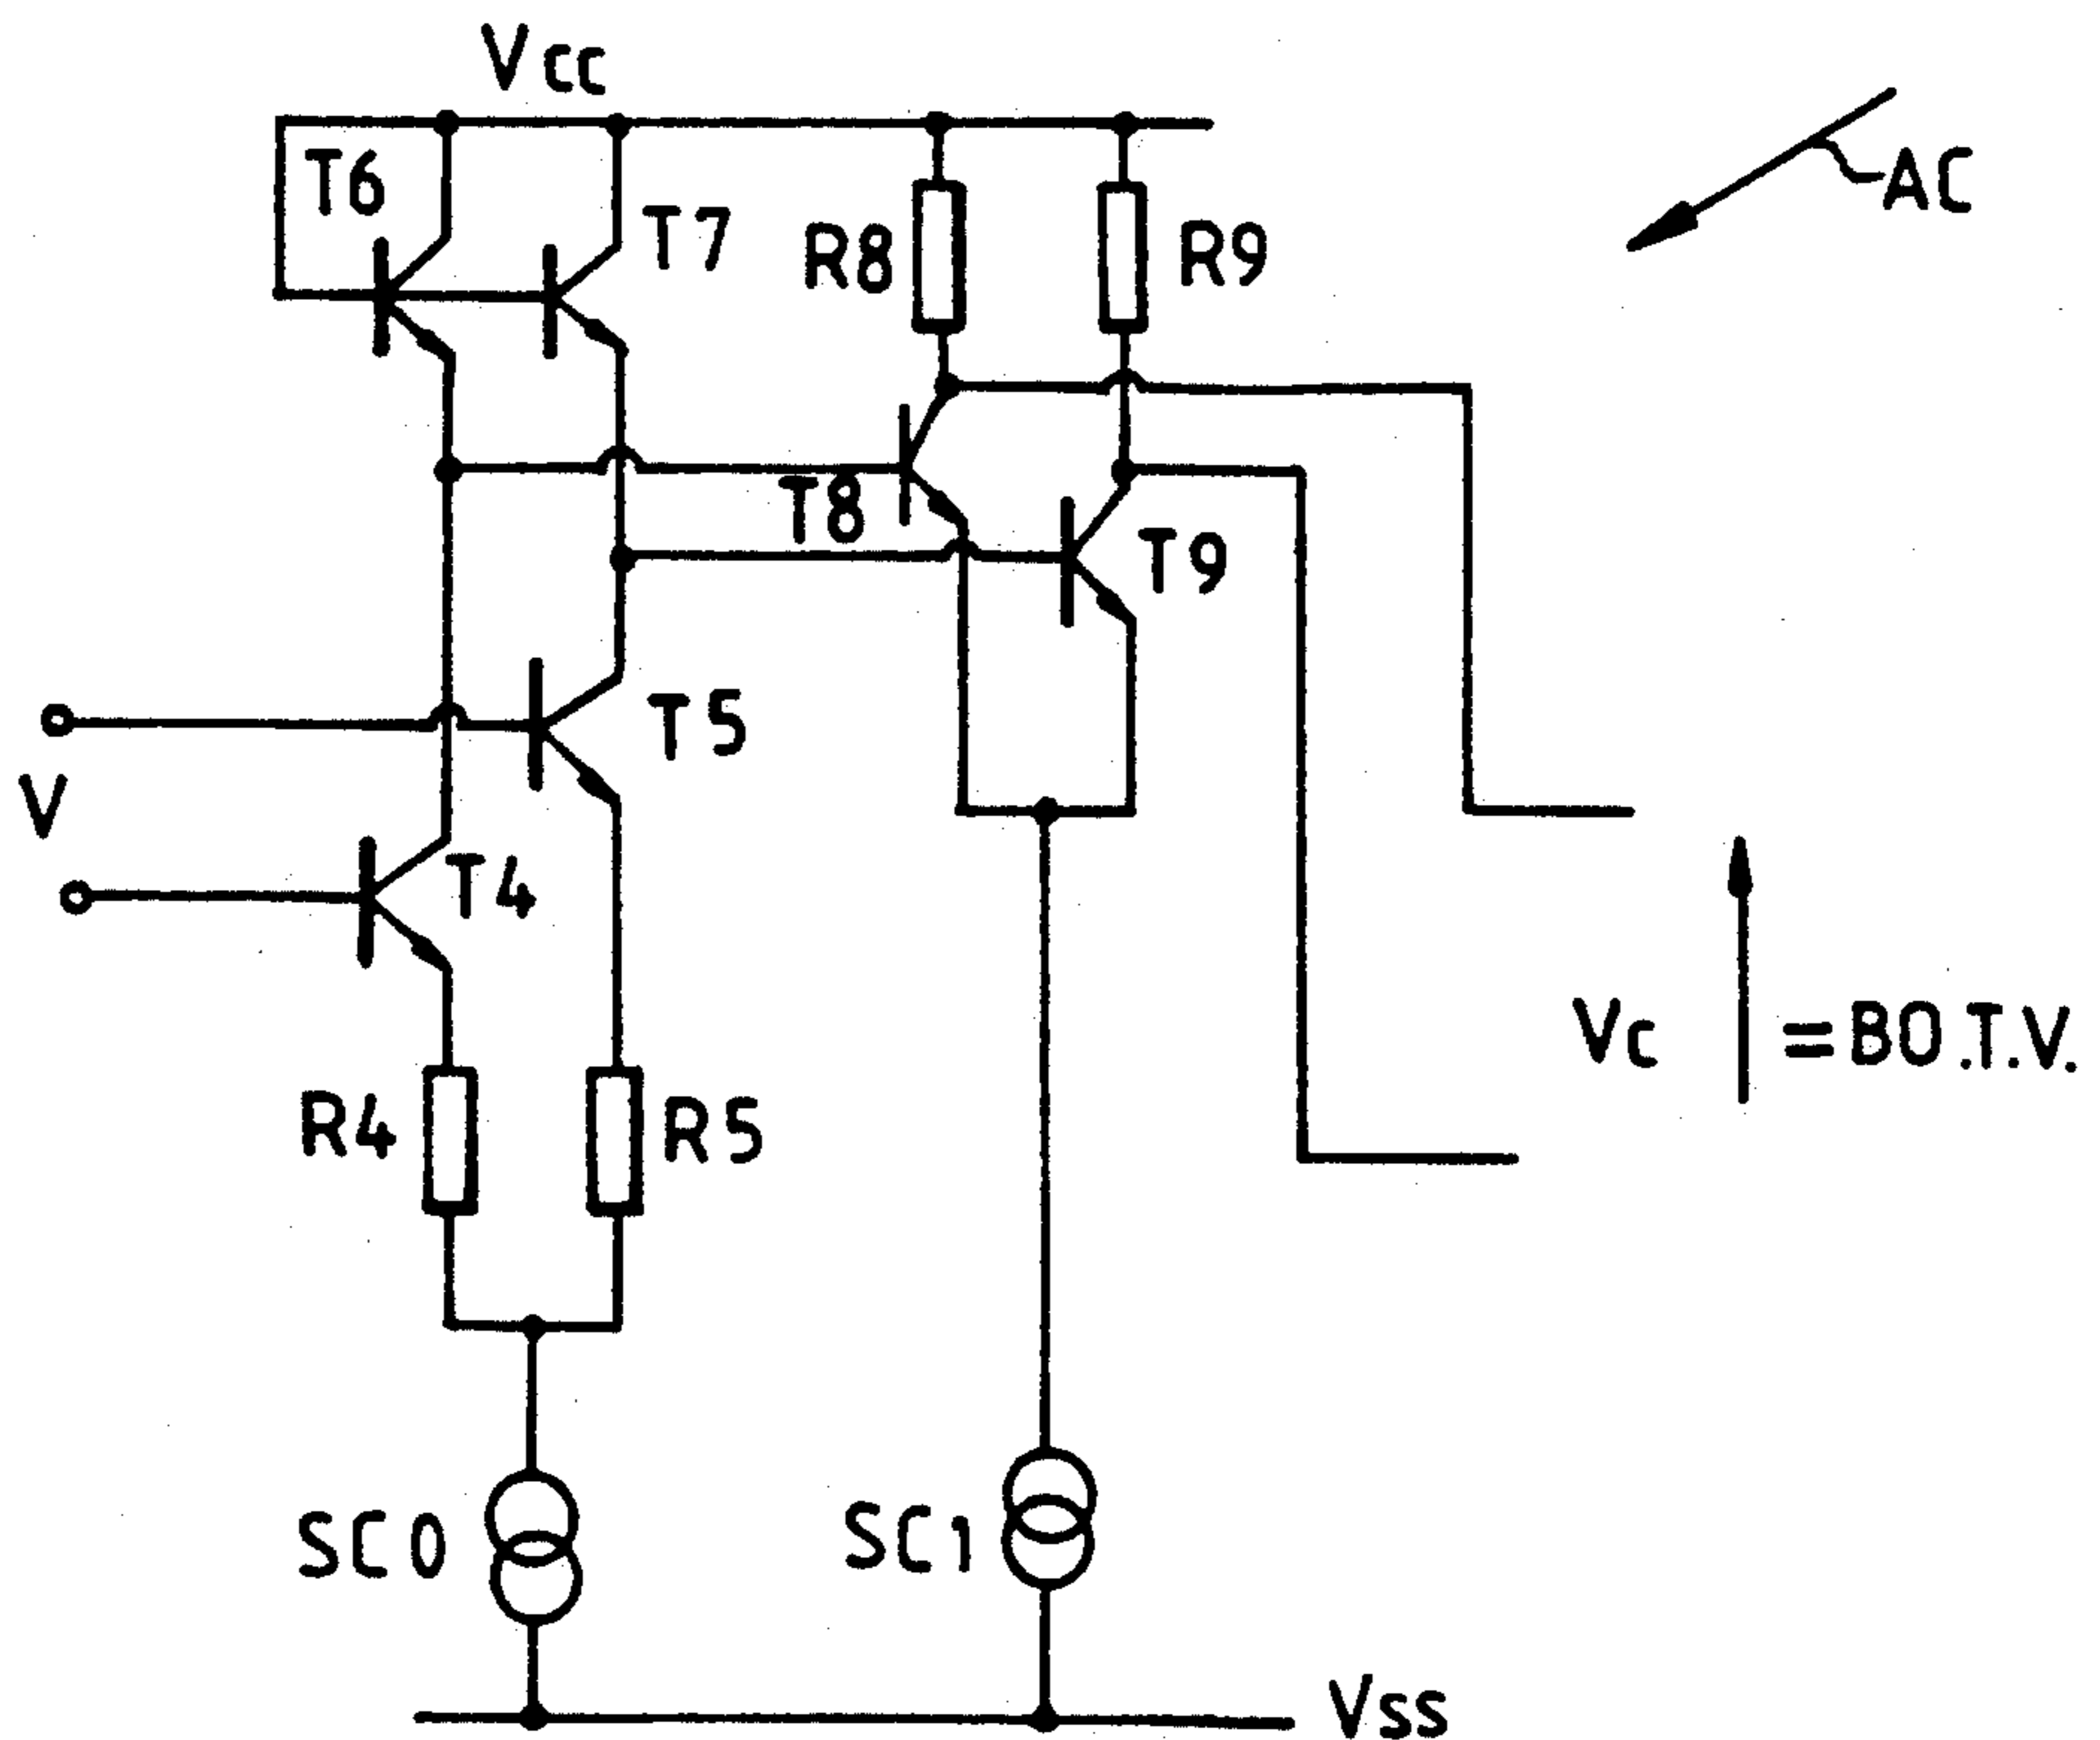 Vcc
AC
T6
T7
R8
R9
T8
T9
T5
V
T4
Vc = BO.T.V.
R4
R5
SC0
SC1
Vss